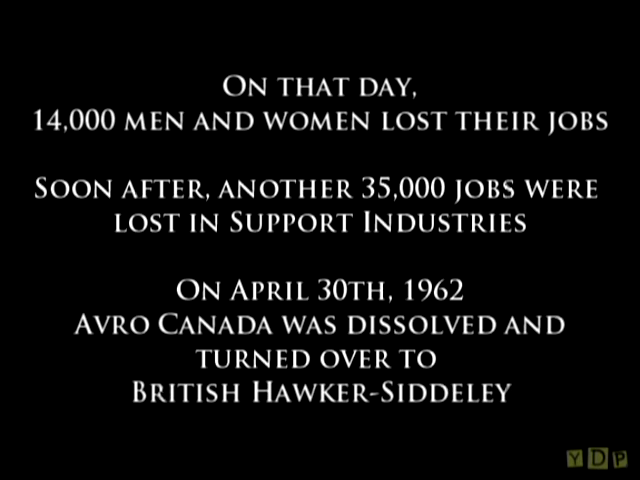 On that day,
14,000 men and women lost their jobs
Soon after, another 35,000 jobs were
lost in Support Industries
On April 30th, 1962
Avro Canada was dissolved and
turned over to
British Hawker-Siddeley
YDP